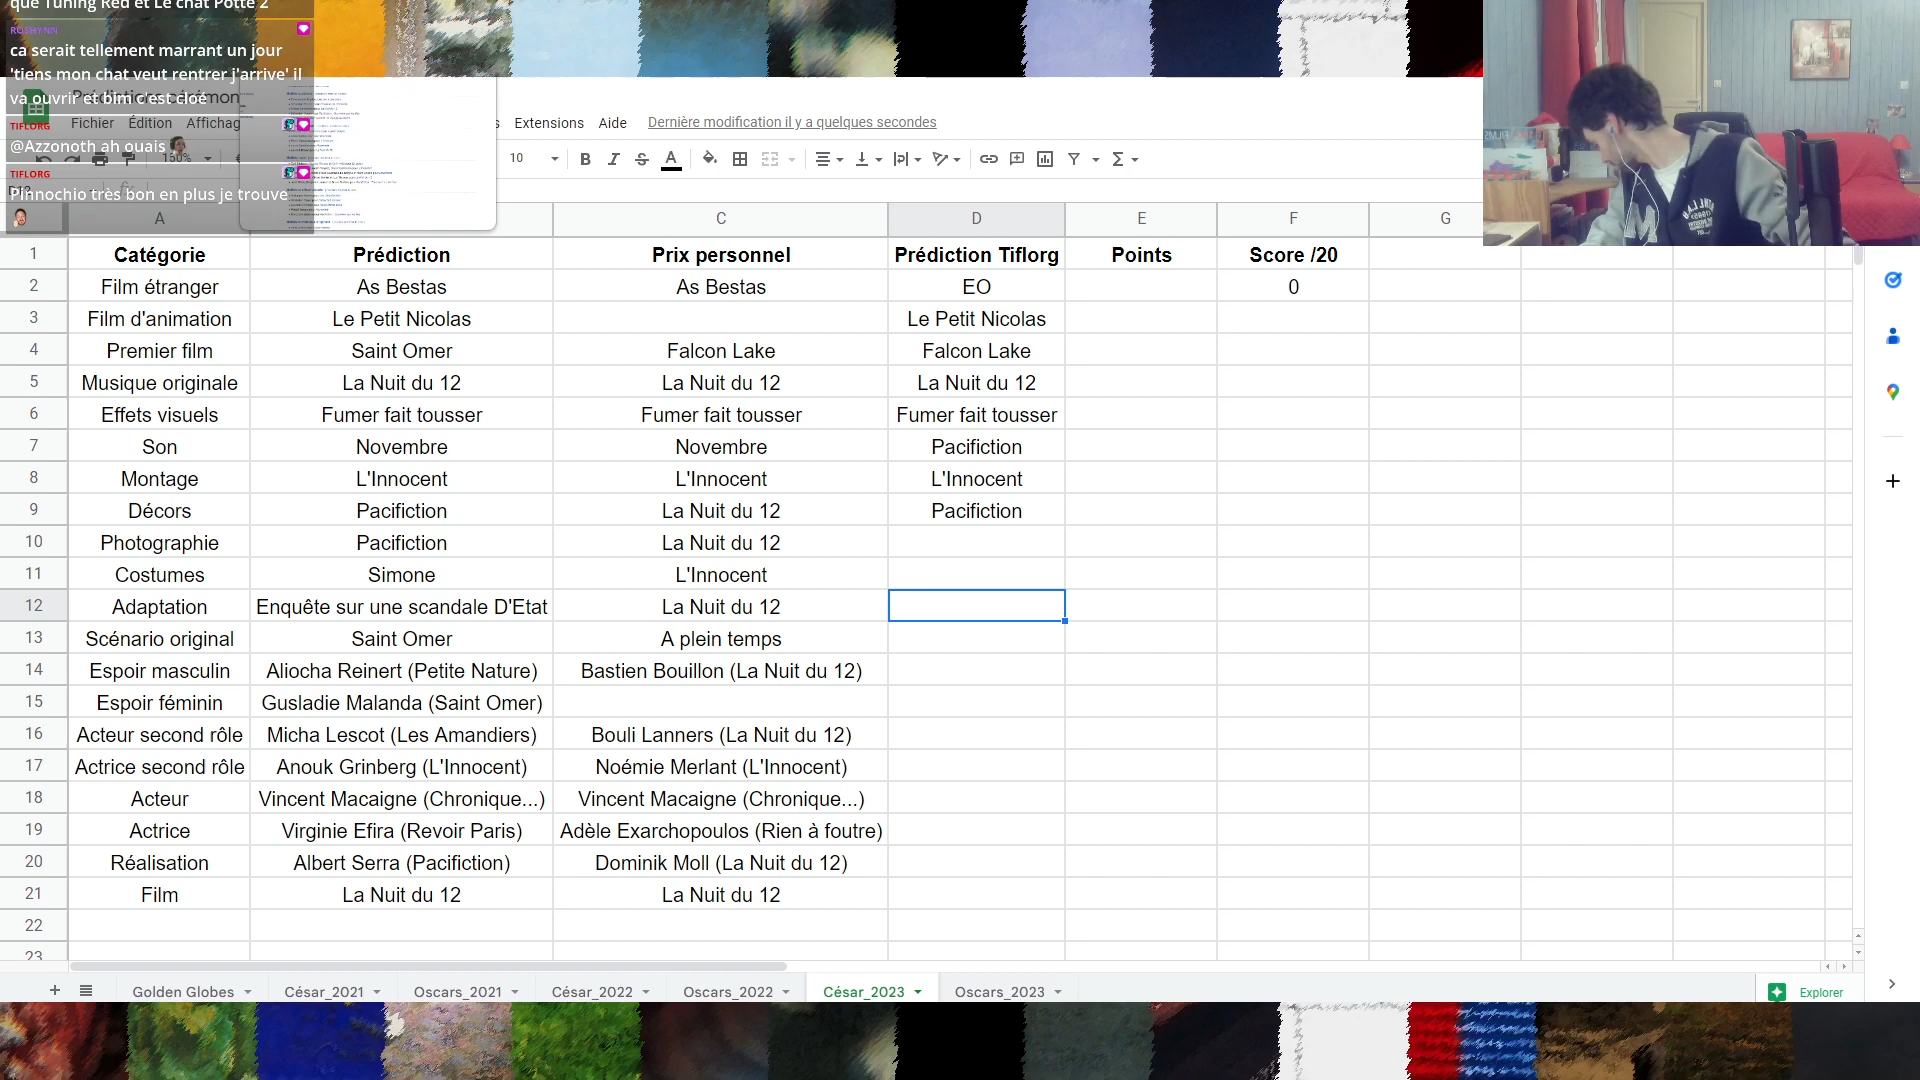 que Tuning Red et Le chat Potté 2
ROSHYNN
ca serait tellement marrant un jour
'tiens mon chat veut rentrer j'arrive' il
va ouvrir et bim c'est cloé
TIFLORG
@Azzonoth ah ouais
TIFLORG
Pinnochio très bon en plus je trouve
Fichier Édition Affichag
Extensions Aide Dernière modification il y a quelques secondes
150% 10
A C D E F G
1 Catégorie Prédiction Prix personnel Prédiction Tiflorg Points Score /20
2 Film étranger As Bestas As Bestas EO 0
3 Film d'animation Le Petit Nicolas Le Petit Nicolas
4 Premier film Saint Omer Falcon Lake Falcon Lake
5 Musique originale La Nuit du 12 La Nuit du 12 La Nuit du 12
6 Effets visuels Fumer fait tousser Fumer fait tousser Fumer fait tousser
7 Son Novembre Novembre Pacifiction
8 Montage L'Innocent L'Innocent L'Innocent
9 Décors Pacifiction La Nuit du 12 Pacifiction
10 Photographie Pacifiction La Nuit du 12
11 Costumes Simone L'Innocent
12 Adaptation Enquête sur une scandale D'Etat La Nuit du 12
13 Scénario original Saint Omer A plein temps
14 Espoir masculin Aliocha Reinert (Petite Nature) Bastien Bouillon (La Nuit du 12)
15 Espoir féminin Gusladie Malanda (Saint Omer)
16 Acteur second rôle Micha Lescot (Les Amandiers) Bouli Lanners (La Nuit du 12)
17 Actrice second rôle Anouk Grinberg (L'Innocent) Noémie Merlant (L'Innocent)
18 Acteur Vincent Macaigne (Chronique...) Vincent Macaigne (Chronique...)
19 Actrice Virginie Efira (Revoir Paris) Adèle Exarchopoulos (Rien à foutre)
20 Réalisation Albert Serra (Pacifiction) Dominik Moll (La Nuit du 12)
21 Film La Nuit du 12 La Nuit du 12
22
23
Golden Globes César_2021 Oscars_2021 César_2022 Oscars_2022 César_2023 Oscars_2023 Explorer